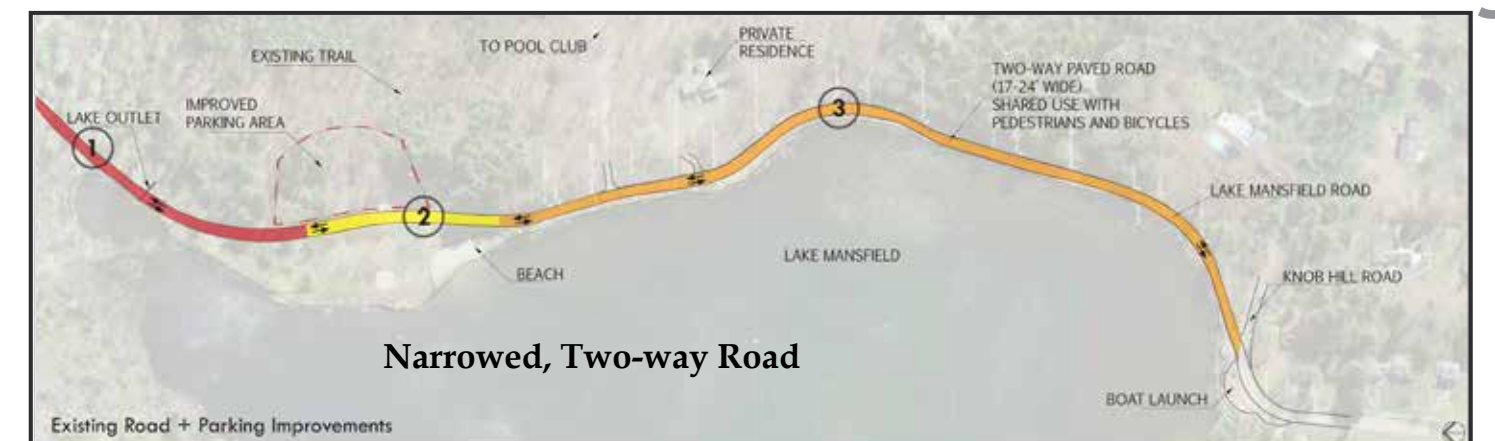 EXISTING TRAIL
TO POOL CLUB
PRIVATE
RESIDENCE
TWO-WAY PAVED ROAD
(17-24' WIDE)
SHARED USE WITH
PEDESTRIANS AND BICYCLES
LAKE OUTLET
IMPROVED
PARKING AREA
1
2
3
LAKE MANSFIELD ROAD
BEACH
LAKE MANSFIELD
KNOB HILL ROAD
Narrowed, Two-way Road
BOAT LAUNCH
Existing Road + Parking Improvements